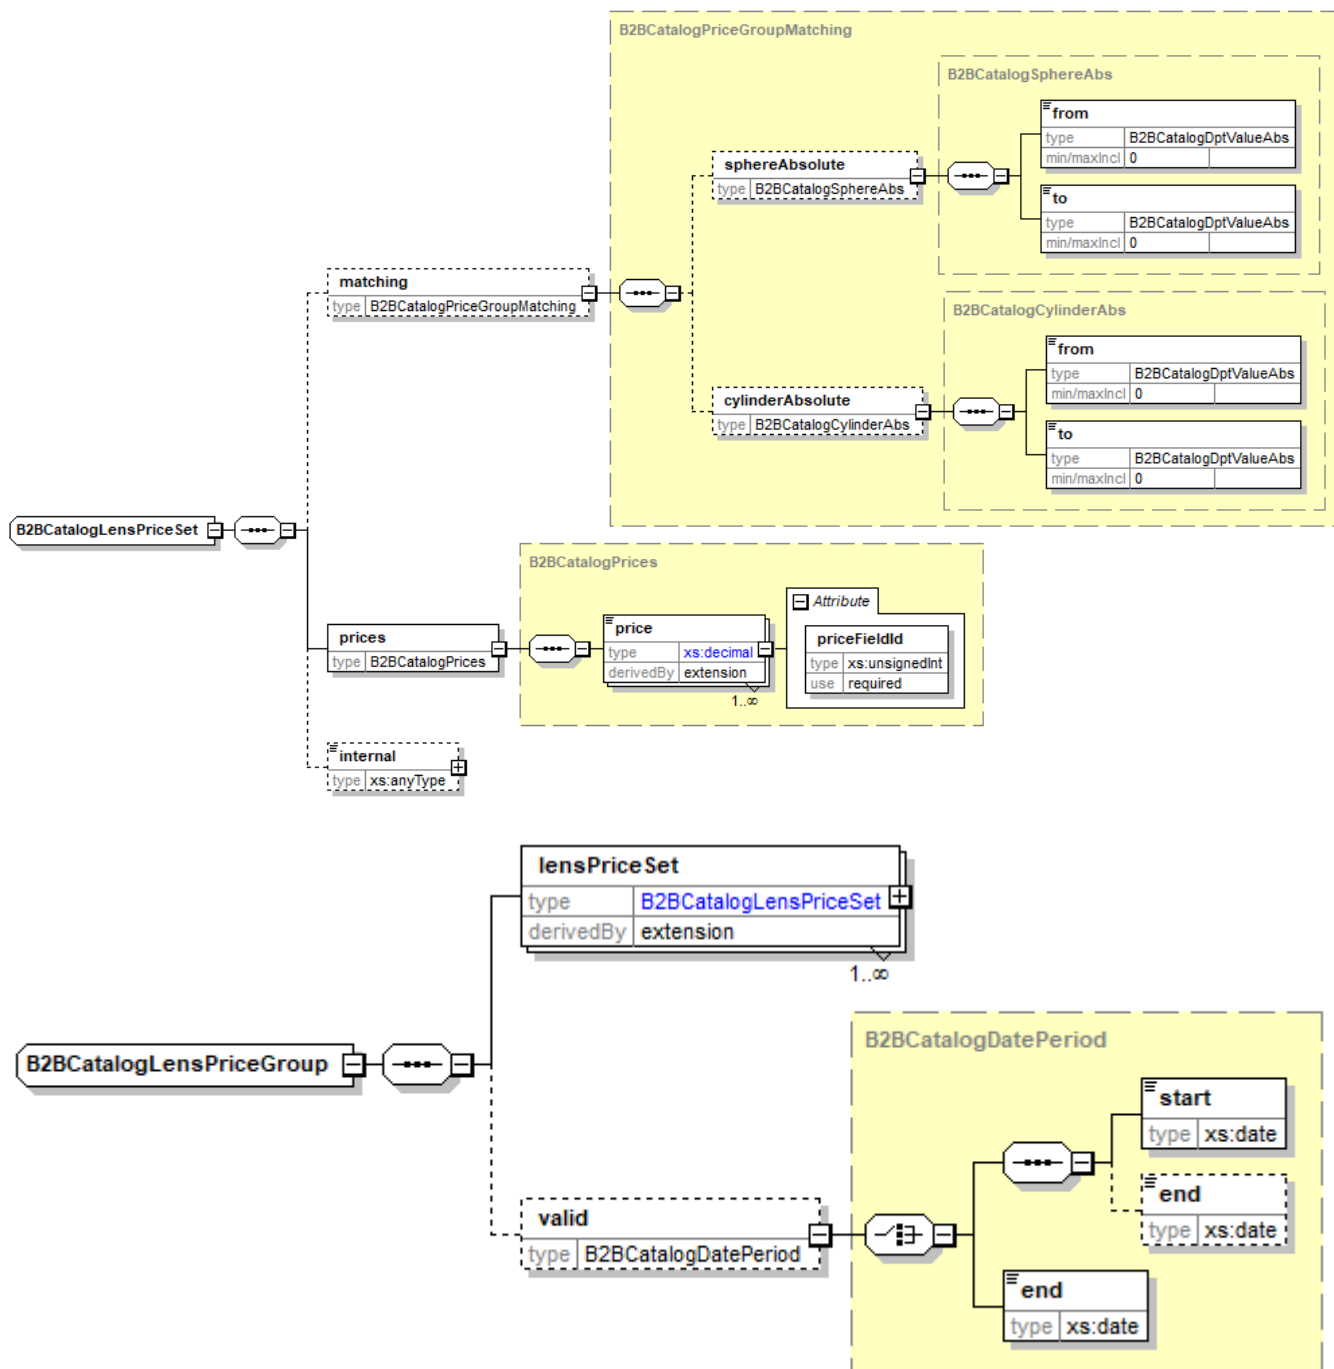 B2BCatalogPriceGroupMatching
B2BCatalogSphereAbs
from
type B2BCatalogDptValueAbs
min/maxIncl 0
sphereAbsolute
type B2BCatalogSphereAbs
to
type B2BCatalogDptValueAbs
min/maxIncl 0
matching
type B2BCatalogPriceGroupMatching
B2BCatalogCylinderAbs
from
type B2BCatalogDptValueAbs
min/maxIncl 0
cylinderAbsolute
type B2BCatalogCylinderAbs
to
type B2BCatalogDptValueAbs
min/maxIncl 0
B2BCatalogLensPriceSet
B2BCatalogPrices
prices
type B2BCatalogPrices
price
type xs:decimal
derivedBy extension
1..∞
Attribute
priceFieldId
type xs:unsignedInt
use required
internal
type xs:anyType
lensPriceSet
type B2BCatalogLensPriceSet
derivedBy extension
1..∞
B2BCatalogLensPriceGroup
B2BCatalogDatePeriod
start
type xs:date
end
type xs:date
valid
type B2BCatalogDatePeriod
end
type xs:date